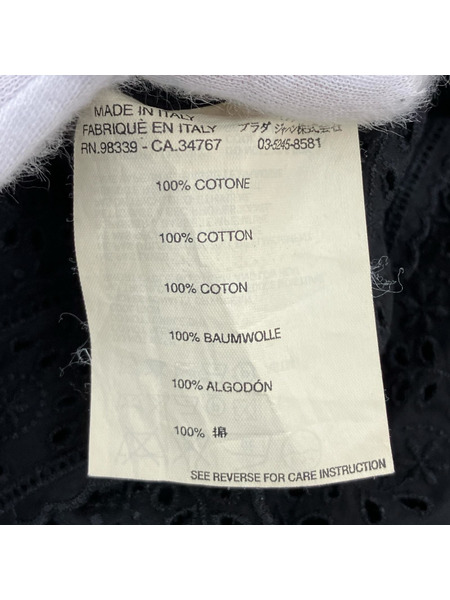 MADE IN ITALY
FABRIQUÉ EN ITALY プラダ ジャパン株式会社
RN.98339 - CA.34767 03-5245-8581
100% COTONE
100% COTTON
100% COTON
100% BAUMWOLLE
100% ALGODÓN
100% 綿
SEE REVERSE FOR CARE INSTRUCTION